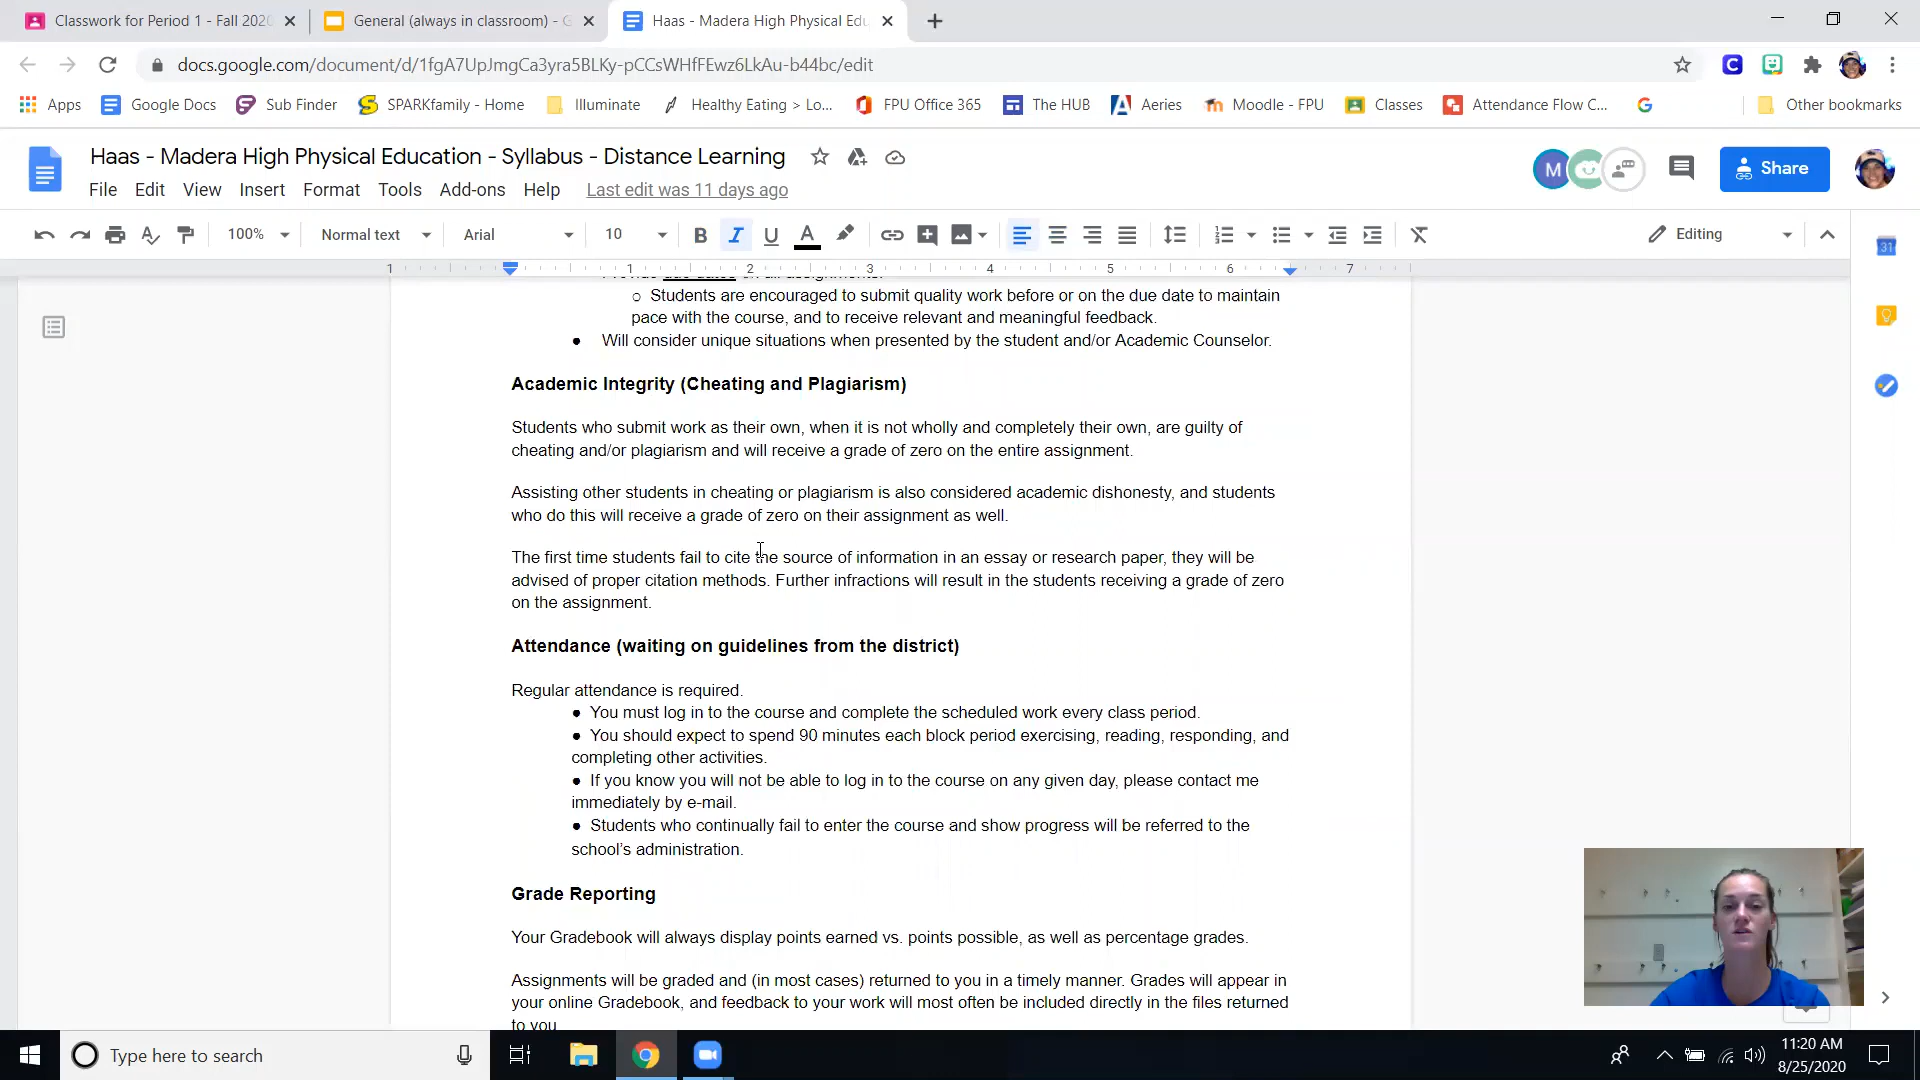 Classwork for Period 1 - Fall 2020
General (always in classroom) - G
Haas - Madera High Physical Edu
docs.google.com/document/d/1fgA7UpJmgCa3yra5BLKy-pCCsWHfFEwz6LkAu-b44bc/edit
Apps
Google Docs
Sub Finder
SPARKfamily - Home
Illuminate
Healthy Eating > Lo...
FPU Office 365
The HUB
Aeries
Moodle - FPU
Classes
Attendance Flow C...
Other bookmarks
Haas - Madera High Physical Education - Syllabus - Distance Learning
M
Share
File Edit View Insert Format Tools Add-ons Help Last edit was 11 days ago
100% Normal text Arial 10 B I U A Editing
31
1 1 2 3 4 5 6 7
○ Students are encouraged to submit quality work before or on the due date to maintain
pace with the course, and to receive relevant and meaningful feedback.
● Will consider unique situations when presented by the student and/or Academic Counselor.
Academic Integrity (Cheating and Plagiarism)
Students who submit work as their own, when it is not wholly and completely their own, are guilty of
cheating and/or plagiarism and will receive a grade of zero on the entire assignment.
Assisting other students in cheating or plagiarism is also considered academic dishonesty, and students
who do this will receive a grade of zero on their assignment as well.
The first time students fail to cite the source of information in an essay or research paper, they will be
advised of proper citation methods. Further infractions will result in the students receiving a grade of zero
on the assignment.
Attendance (waiting on guidelines from the district)
Regular attendance is required.
● You must log in to the course and complete the scheduled work every class period.
● You should expect to spend 90 minutes each block period exercising, reading, responding, and
completing other activities.
● If you know you will not be able to log in to the course on any given day, please contact me
immediately by e-mail.
● Students who continually fail to enter the course and show progress will be referred to the
school's administration.
Grade Reporting
Your Gradebook will always display points earned vs. points possible, as well as percentage grades.
Assignments will be graded and (in most cases) returned to you in a timely manner. Grades will appear in
your online Gradebook, and feedback to your work will most often be included directly in the files returned
to you
Type here to search
11:20 AM
8/25/2020